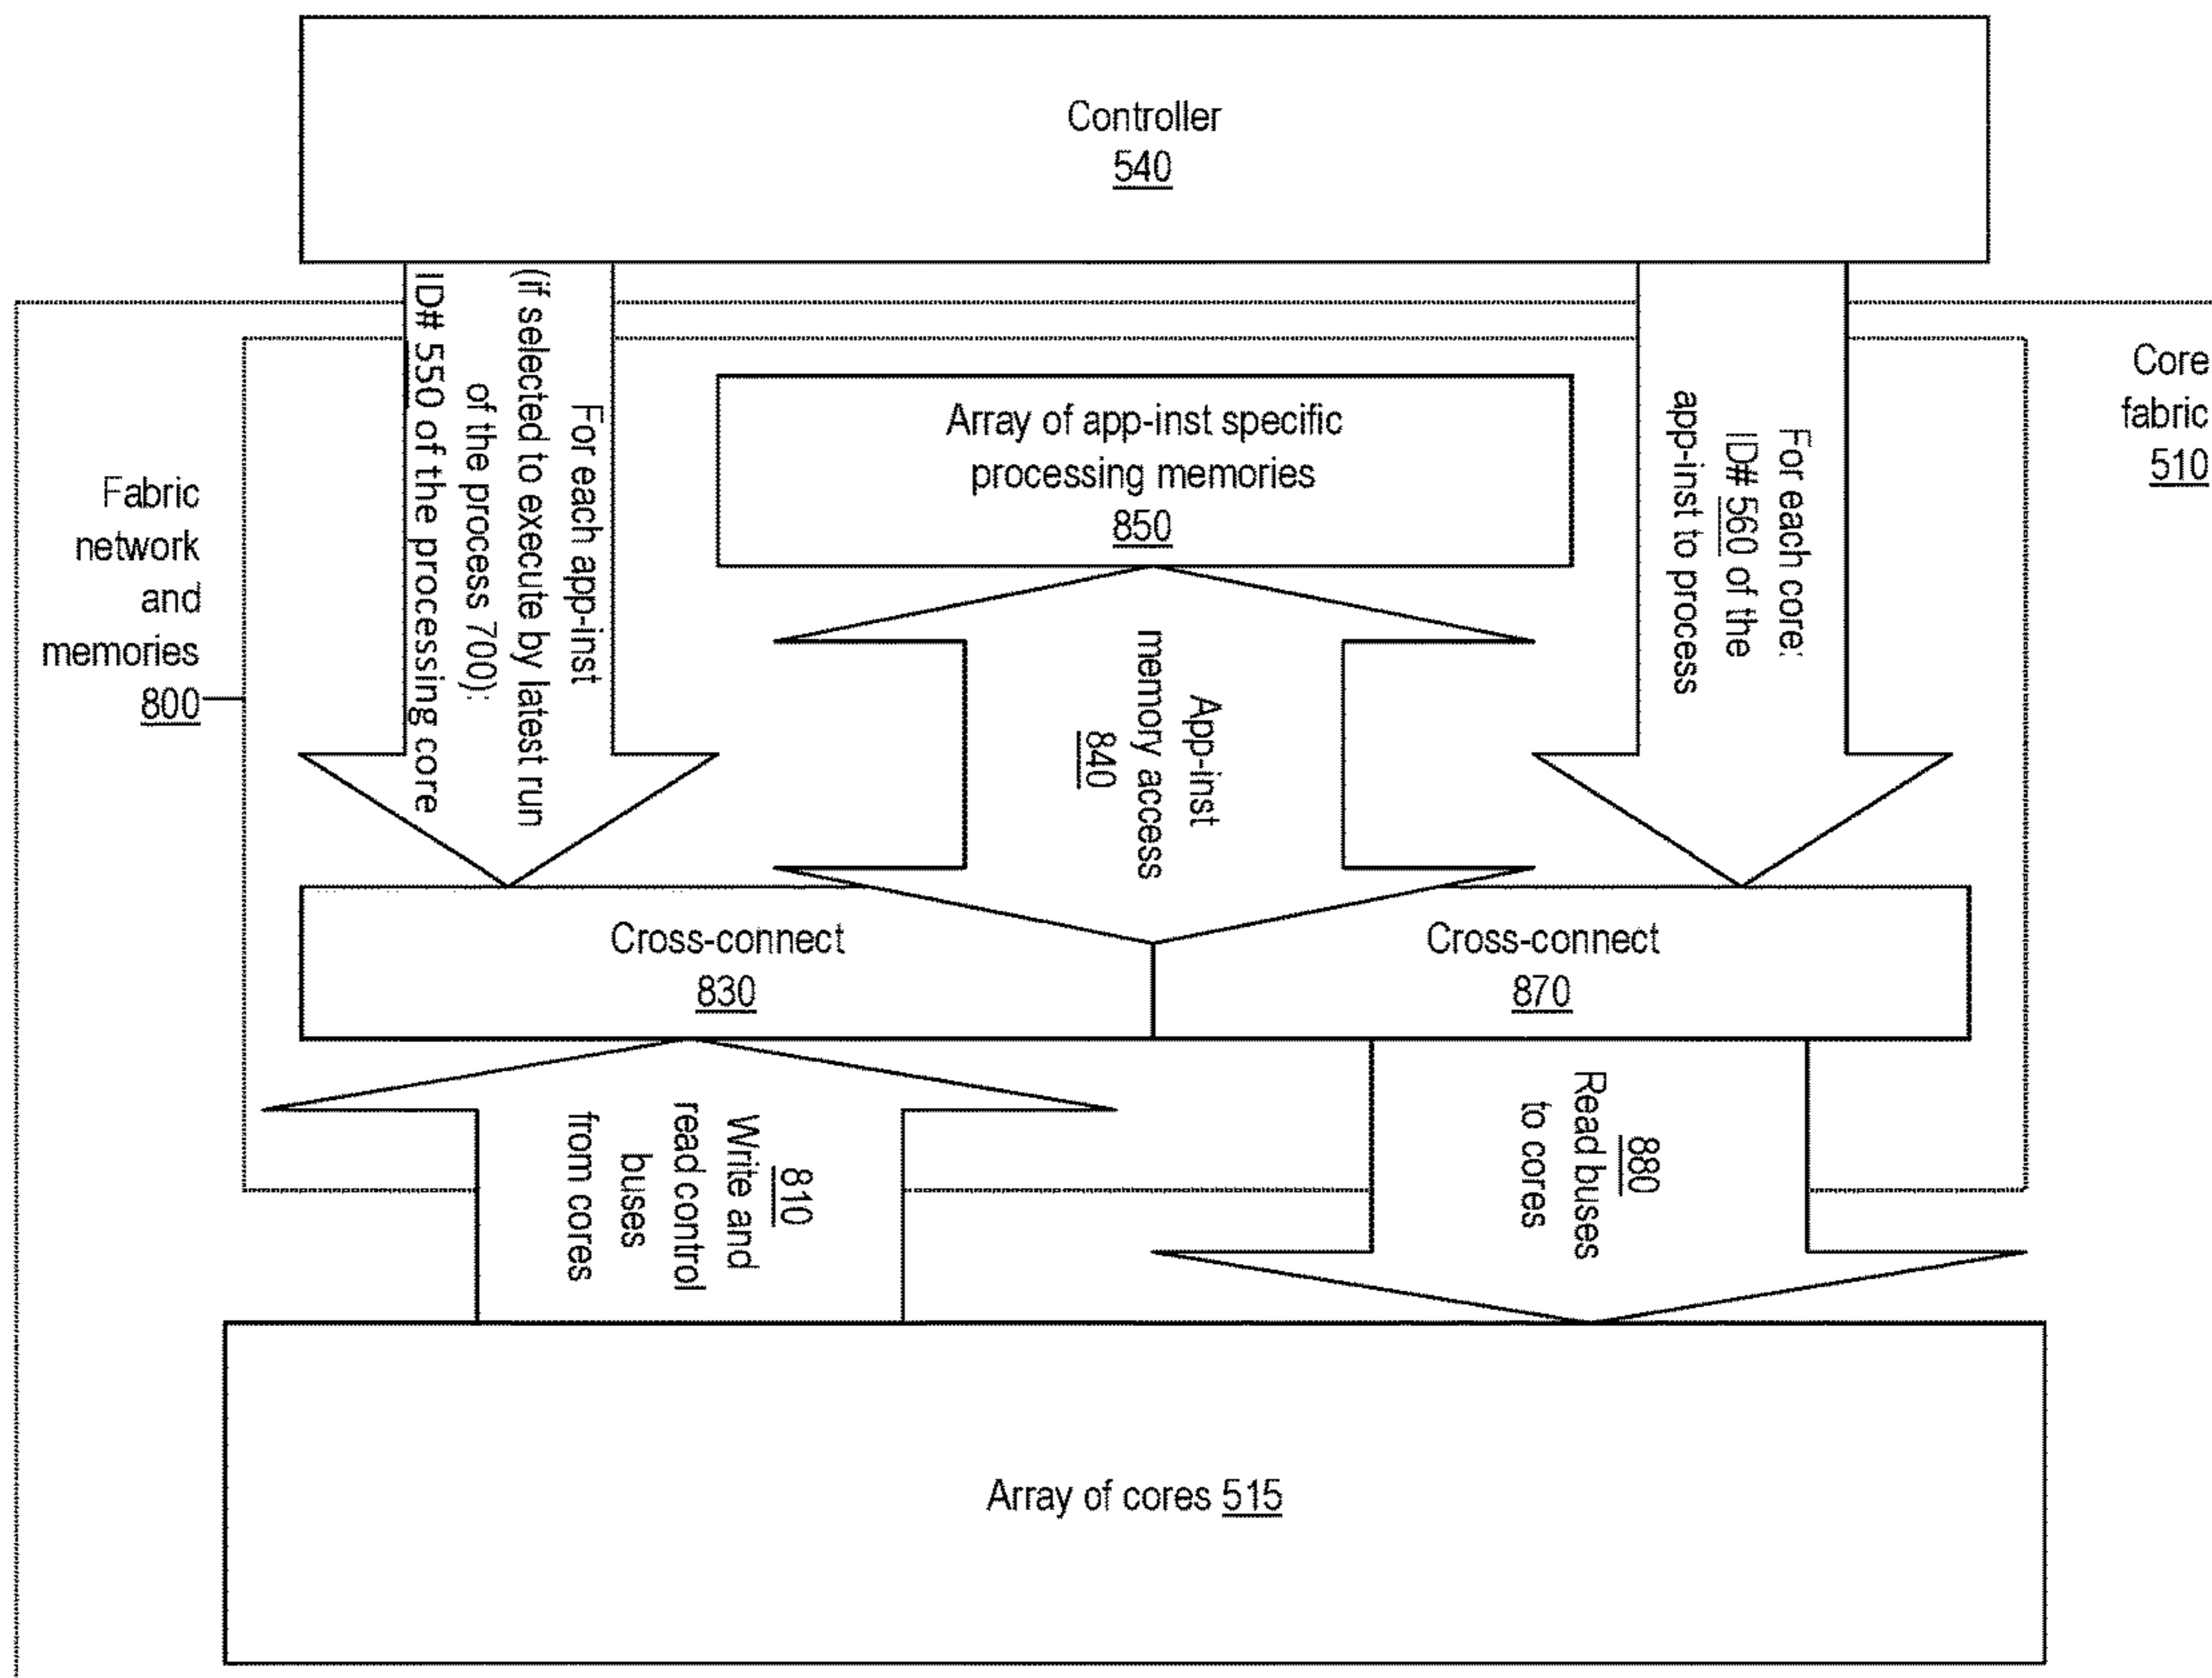 Controller
540
For each app-inst
(if selected to execute by latest run
of the process 700):
ID# 550 of the processing core
For each core:
ID# 560 of the
app-inst to process
Core
fabric
510
Array of app-inst specific
processing memories
850
Fabric
network
and
memories
800
App-inst
memory access
840
Cross-connect
830
Cross-connect
870
810
Write and
read control
buses
from cores
880
Read buses
to cores
Array of cores 515